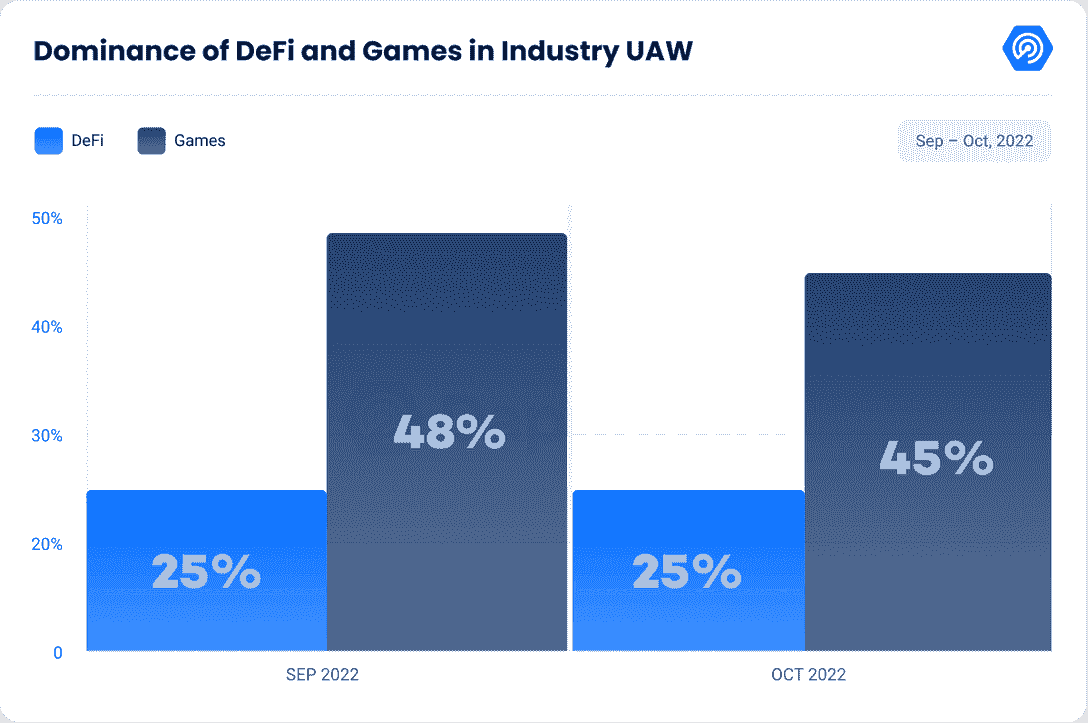 Dominance of DeFi and Games in Industry UAW
DeFi
Games
Sep – Oct, 2022
50%
40%
30%
20%
0
25%
48%
25%
45%
SEP 2022
OCT 2022